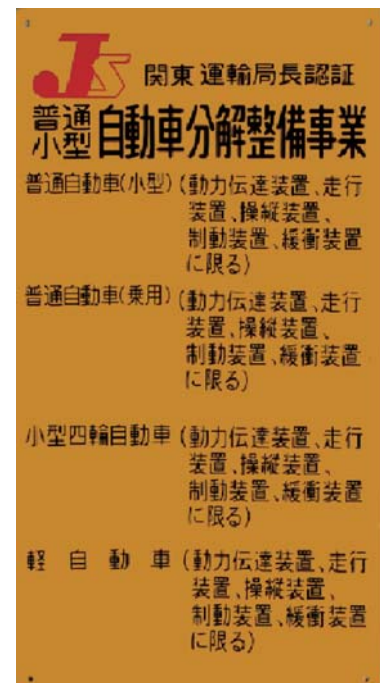 JS 関東運輸局長認証
普通
小型 自動車分解整備事業
普通自動車(小型)(動力伝達装置、走行
装置、操縦装置、
制動装置、緩衝装置
に限る)
普通自動車(乗用)(動力伝達装置、走行
装置、操縦装置、
制動装置、緩衝装置
に限る)
小型四輪自動車(動力伝達装置、走行
装置、操縦装置、
制動装置、緩衝装置
に限る)
軽自動車(動力伝達装置、走行
装置、操縦装置、
制動装置、緩衝装置
に限る)